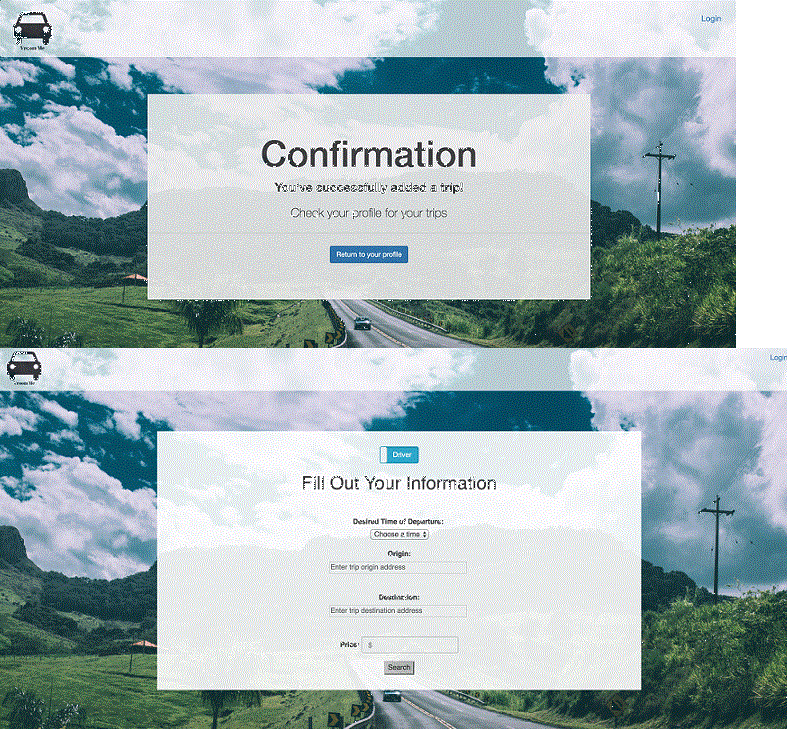 Login
Vroom Me
Confirmation
You've successfully added a trip!
Check your profile for your trips
Return to your profile
Login
Vroom Me
Driver
Fill Out Your Information
Desired Time of Departure:
Choose a time
Origin:
Enter trip origin address
Destination:
Enter trip destination address
Price: $
Search